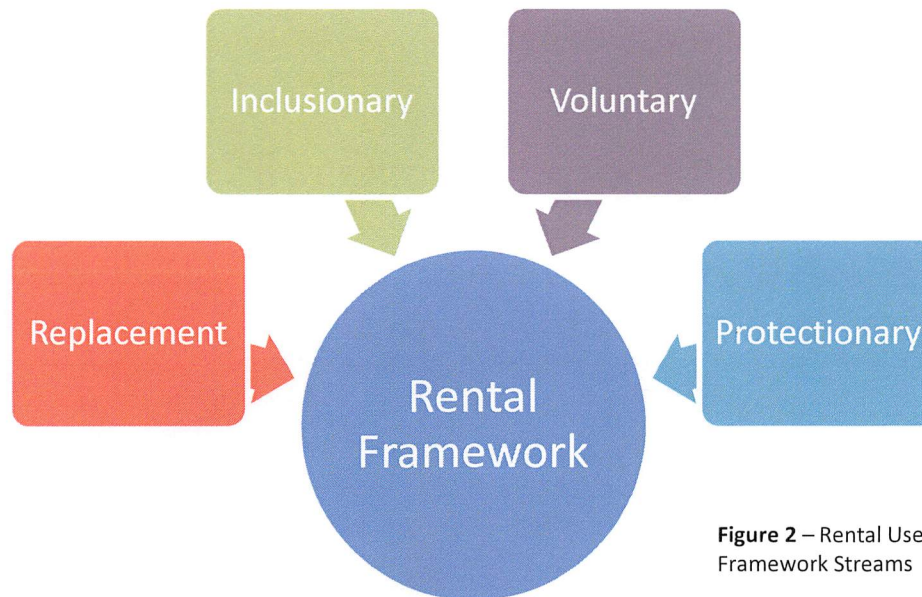 Inclusionary
Voluntary
Replacement
Protectionary
Rental
Framework
Figure 2 – Rental Use
Framework Streams